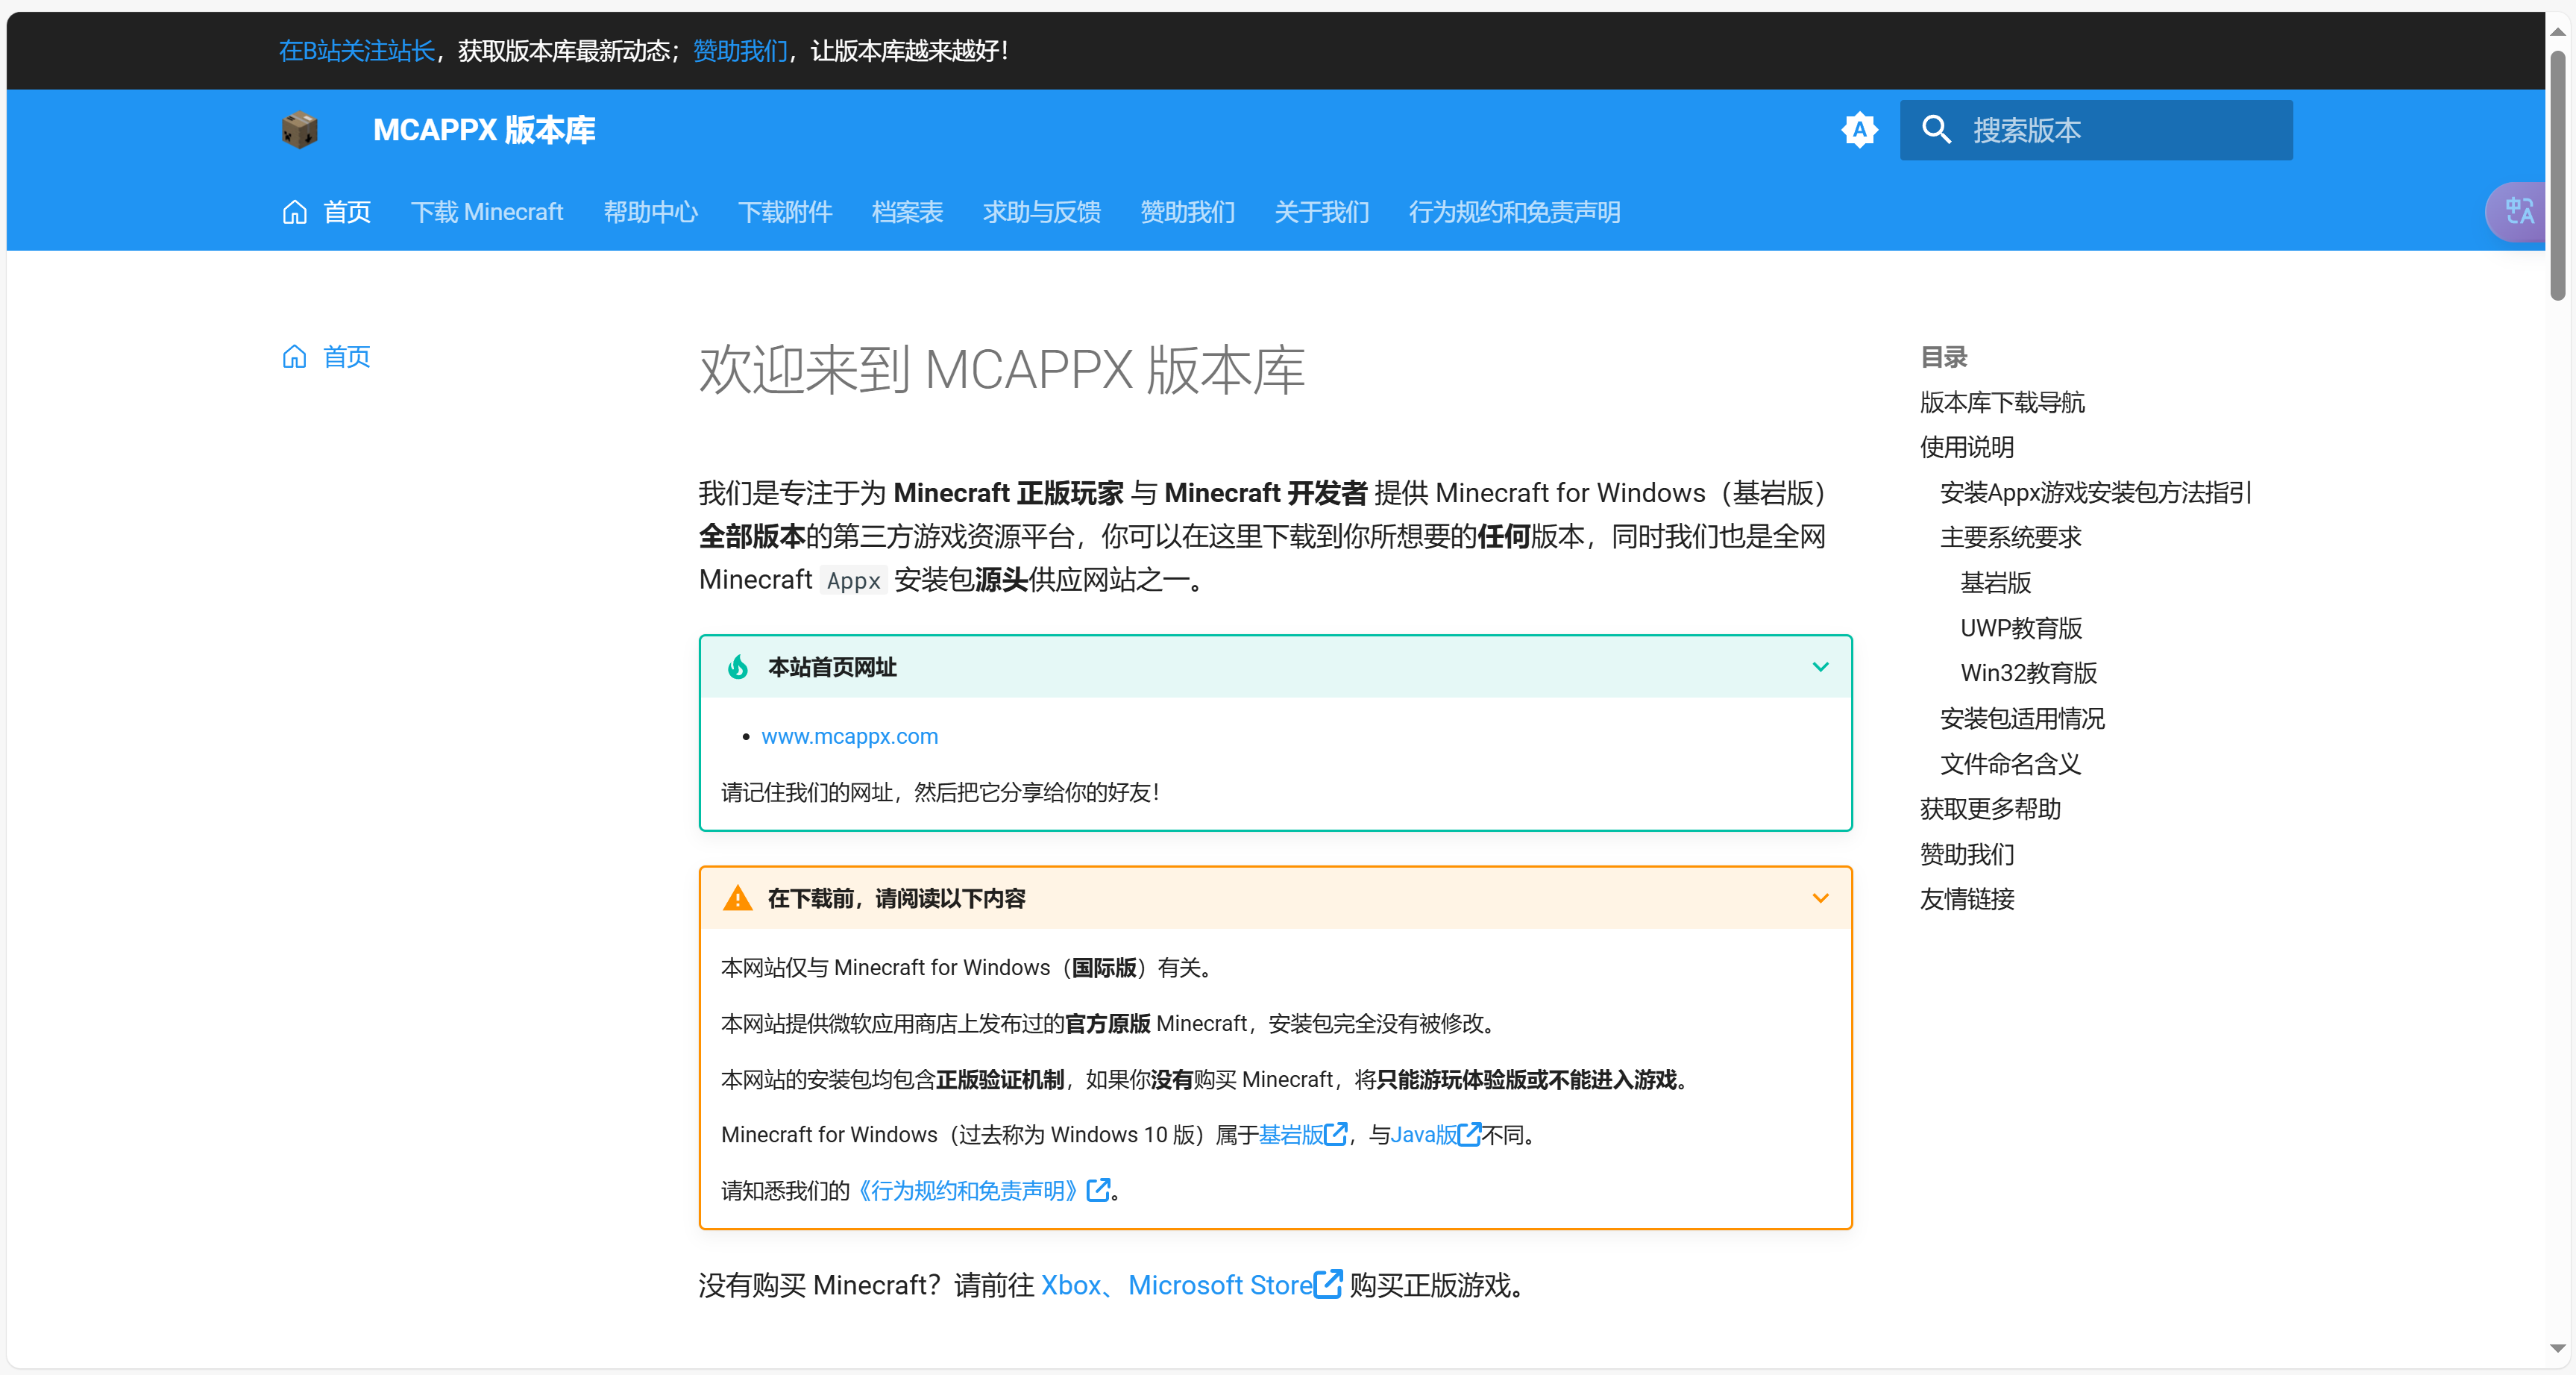 在B站关注站长，获取版本库最新动态；赞助我们，让版本库越来越好！
MCAPPX 版本库
A
搜索版本
首页 下载 Minecraft 帮助中心 下载附件 档案表 求助与反馈 赞助我们 关于我们 行为规约和免责声明
中A
首页
欢迎来到 MCAPPX 版本库
我们是专注于为 Minecraft 正版玩家 与 Minecraft 开发者 提供 Minecraft for Windows（基岩版）
全部版本的第三方游戏资源平台，你可以在这里下载到你所想要的任何版本，同时我们也是全网
Minecraft Appx 安装包源头供应网站之一。
本站首页网址
• www.mcappx.com
请记住我们的网址，然后把它分享给你的好友！
在下载前，请阅读以下内容
本网站仅与 Minecraft for Windows（国际版）有关。
本网站提供微软应用商店上发布过的官方原版 Minecraft，安装包完全没有被修改。
本网站的安装包均包含正版验证机制，如果你没有购买 Minecraft，将只能游玩体验版或不能进入游戏。
Minecraft for Windows（过去称为 Windows 10 版）属于基岩版，与Java版不同。
请知悉我们的《行为规约和免责声明》。
没有购买 Minecraft？请前往 Xbox、Microsoft Store 购买正版游戏。
目录
版本库下载导航
使用说明
安装Appx游戏安装包方法指引
主要系统要求
基岩版
UWP教育版
Win32教育版
安装包适用情况
文件命名含义
获取更多帮助
赞助我们
友情链接